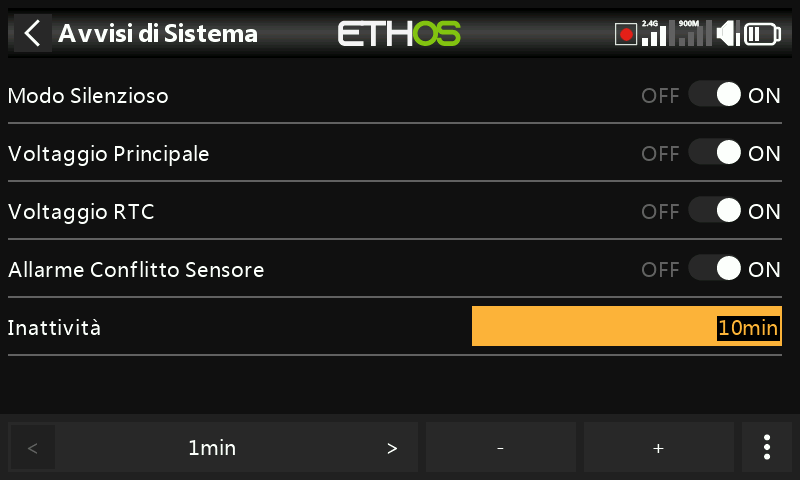 Avvisi di Sistema ETHOS 2.4G 900M
Modo Silenzioso OFF ON
Voltaggio Principale OFF ON
Voltaggio RTC OFF ON
Allarme Conflitto Sensore OFF ON
Inattività 10min
< 1min > - +